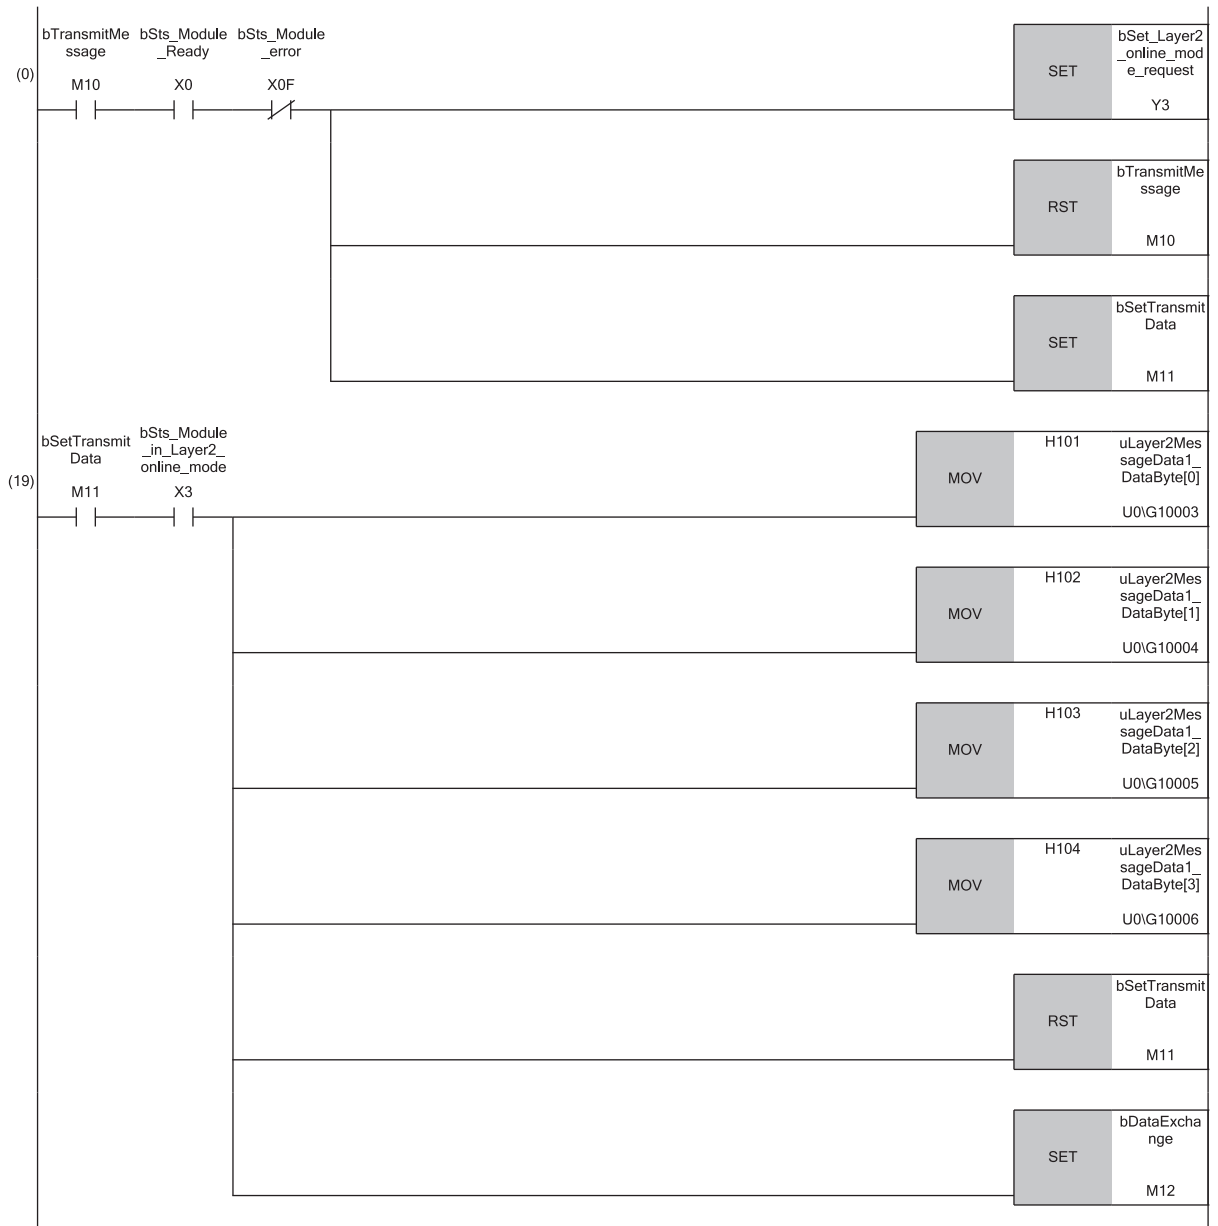 bTransmitMe
ssage
bSts_Module
_Ready
bSts_Module
_error
(0)
M10
X0
X0F
SET
bSet_Layer2
_online_mod
e_request
Y3
RST
bTransmitMe
ssage
M10
SET
bSetTransmit
Data
M11
bSetTransmit
Data
bSts_Module
_in_Layer2_
online_mode
(19)
M11
X3
MOV
H101
uLayer2Mes
sageData1_
DataByte[0]
U0\G10003
MOV
H102
uLayer2Mes
sageData1_
DataByte[1]
U0\G10004
MOV
H103
uLayer2Mes
sageData1_
DataByte[2]
U0\G10005
MOV
H104
uLayer2Mes
sageData1_
DataByte[3]
U0\G10006
RST
bSetTransmit
Data
M11
SET
bDataExcha
nge
M12